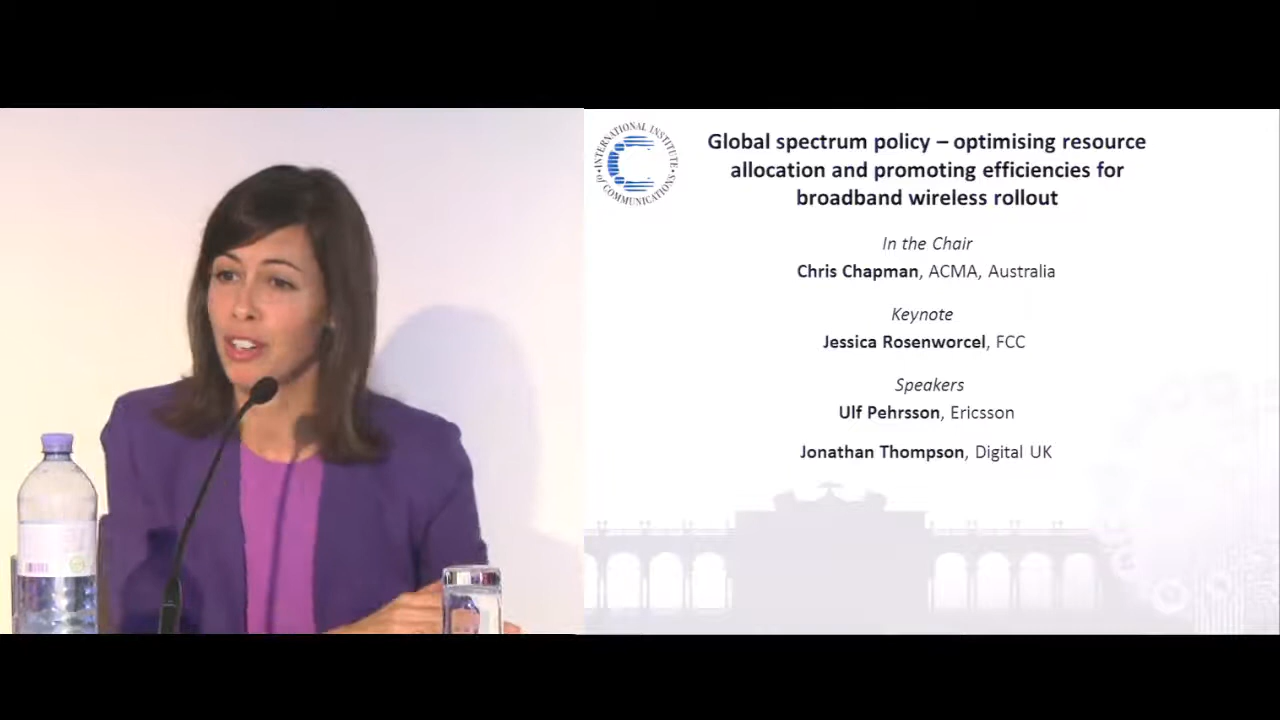 INTERNATIONAL INSTITUTE
of COMMUNICATIONS
Global spectrum policy – optimising resource
allocation and promoting efficiencies for
broadband wireless rollout
In the Chair
Chris Chapman, ACMA, Australia
Keynote
Jessica Rosenworcel, FCC
Speakers
Ulf Pehrsson, Ericsson
Jonathan Thompson, Digital UK